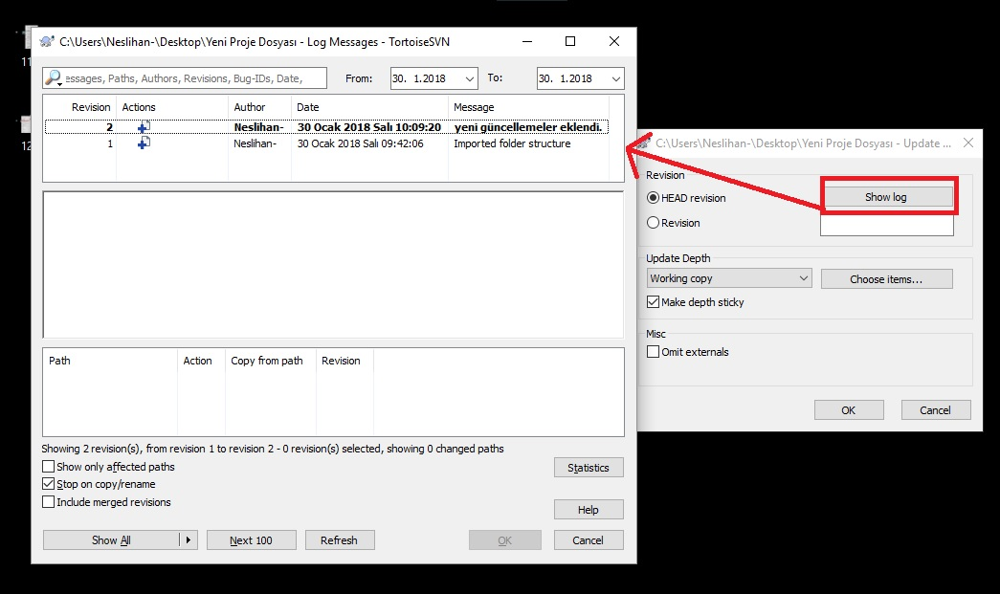 11
12
C:\Users\Neslihan-\Desktop\Yeni Proje Dosyası - Log Messages - TortoiseSVN
essages, Paths, Authors, Revisions, Bug-IDs, Date,
From: 30. 1.2018 To: 30. 1.2018
Revision Actions Author Date Message
2 Neslihan- 30 Ocak 2018 Salı 10:09:20 yeni güncellemeler eklendi.
1 Neslihan- 30 Ocak 2018 Salı 09:42:06 Imported folder structure
Path Action Copy from path Revision
Showing 2 revision(s), from revision 1 to revision 2 - 0 revision(s) selected, showing 0 changed paths
Show only affected paths
Stop on copy/rename
Include merged revisions
Statistics
Help
Show All Next 100 Refresh OK Cancel
C:\Users\Neslihan-\Desktop\Yeni Proje Dosyası - Update ...
Revision
HEAD revision
Show log
Revision
Update Depth
Working copy
Choose items...
Make depth sticky
Misc
Omit externals
OK Cancel